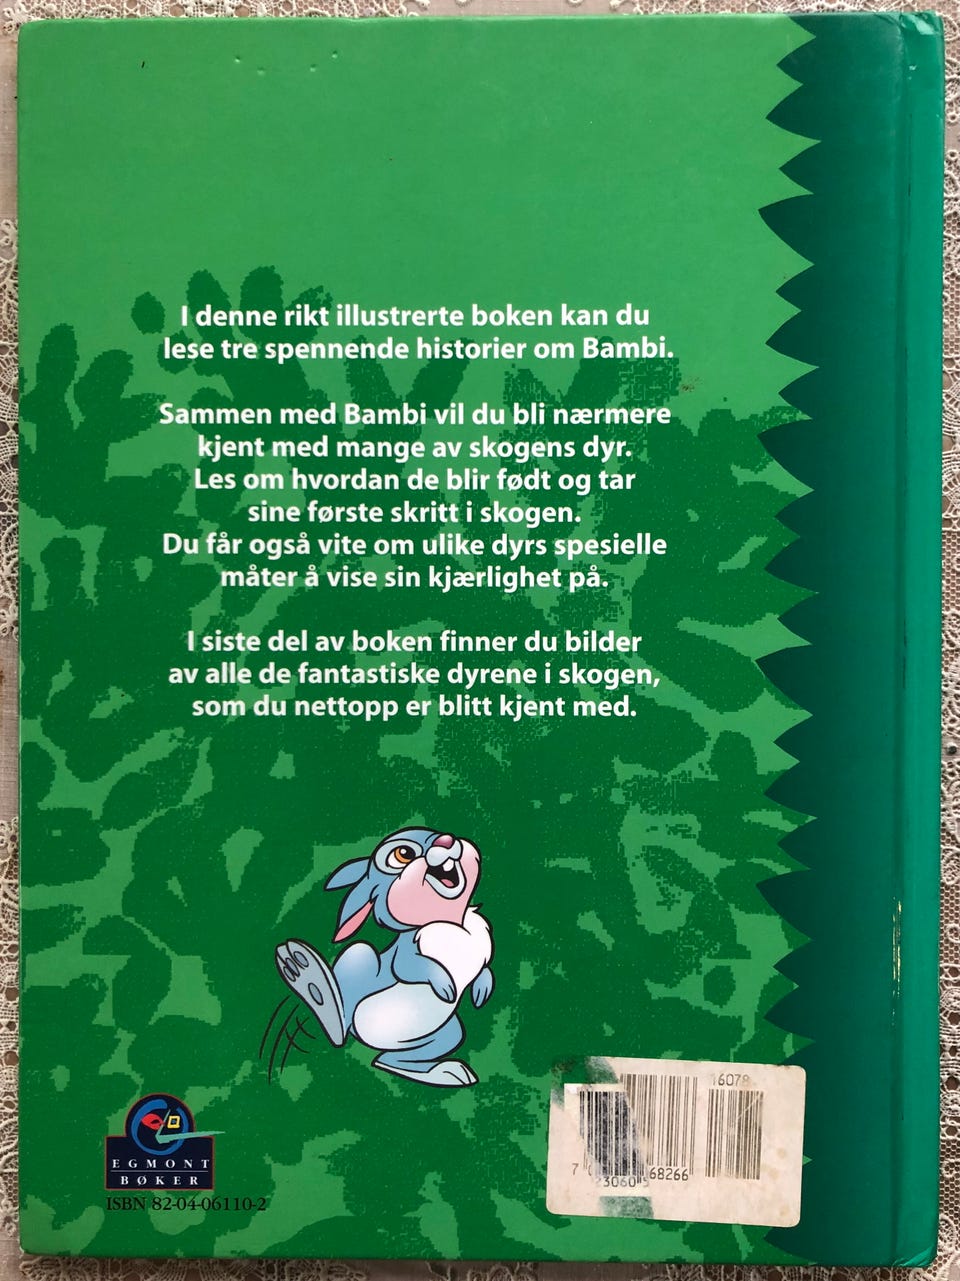 I denne rikt illustrerte boken kan du
lese tre spennende historier om Bambi.
Sammen med Bambi vil du bli nærmere
kjent med mange av skogens dyr.
Les om hvordan de blir født og tar
sine første skritt i skogen.
Du får også vite om ulike dyrs spesielle
måter å vise sin kjærlighet på.
I siste del av boken finner du bilder
av alle de fantastiske dyrene i skogen,
som du nettopp er blitt kjent med.
EGMONT
BØKER
ISBN 82-04-06110-2
16078
68266